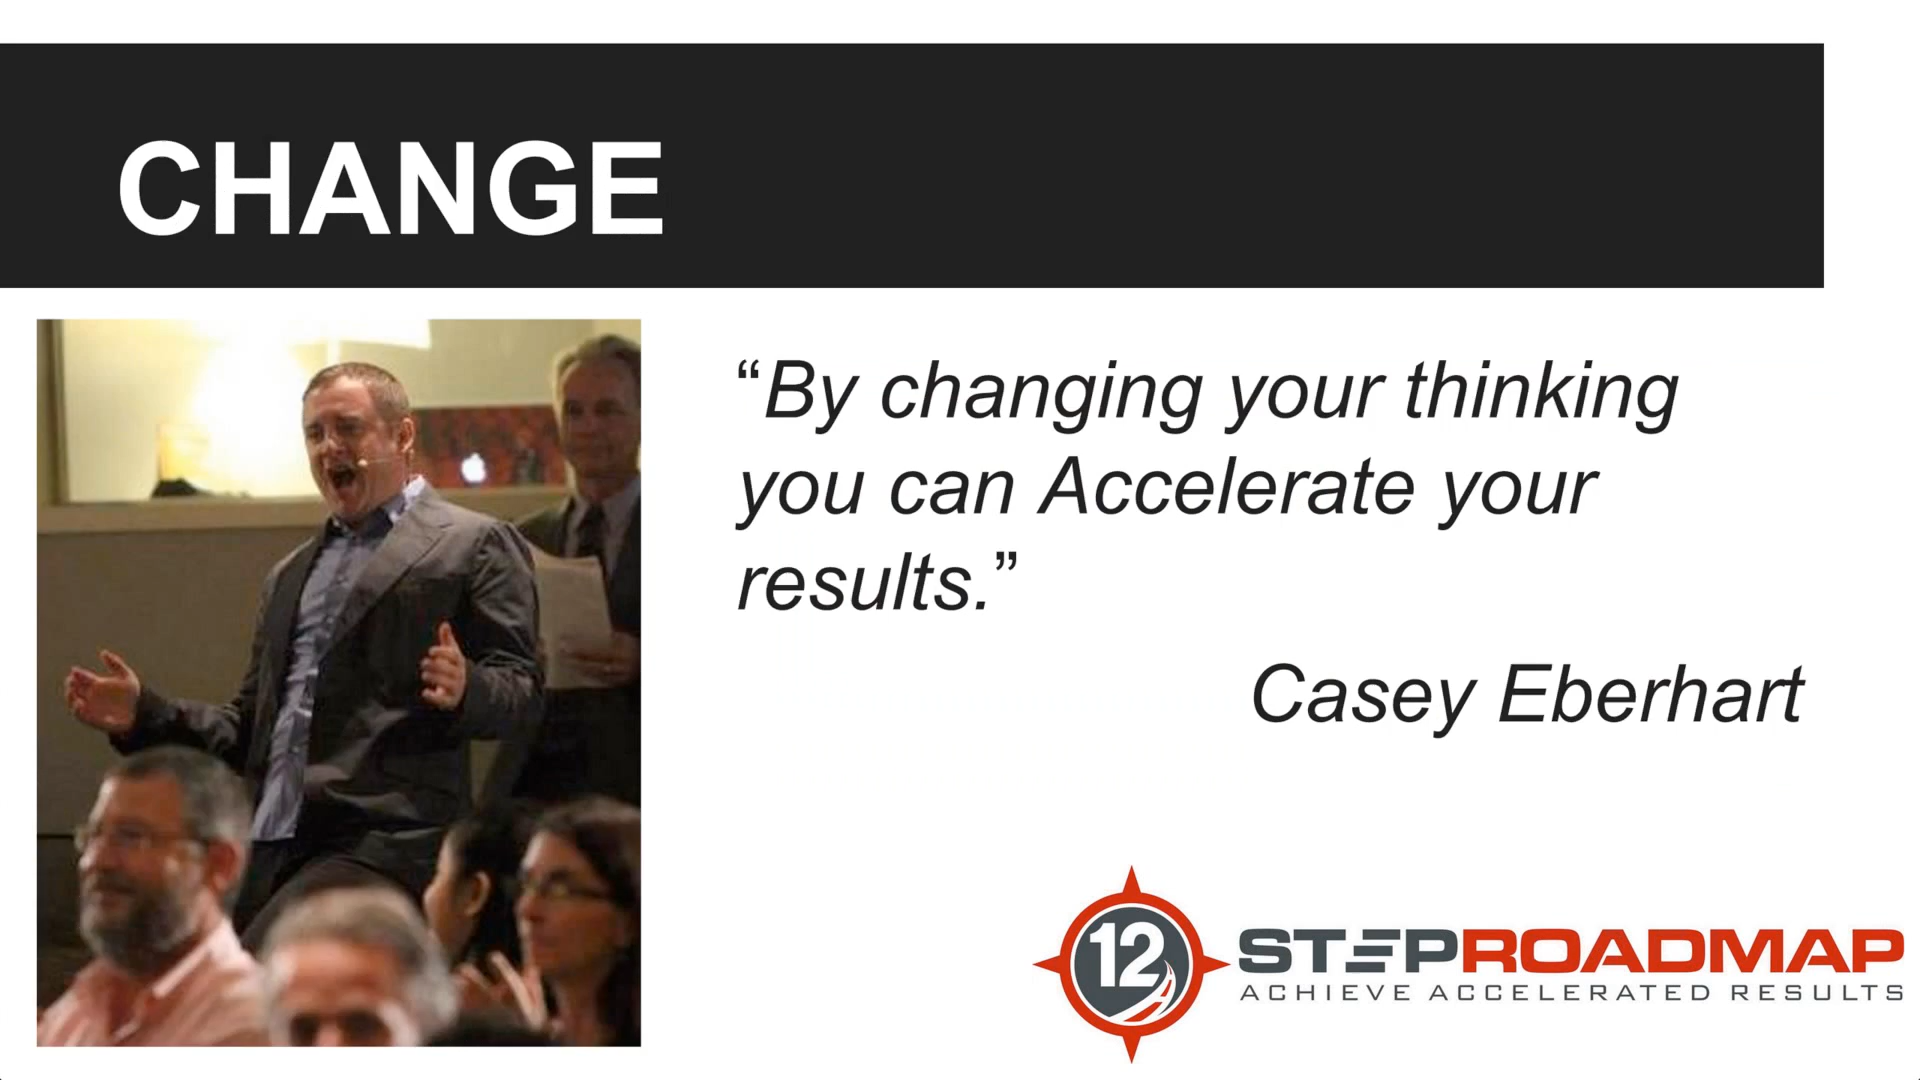 CHANGE
“By changing your thinking
you can Accelerate your
results.”
Casey Eberhart
12 STEPROADMAP
ACHIEVE ACCELERATED RESULTS